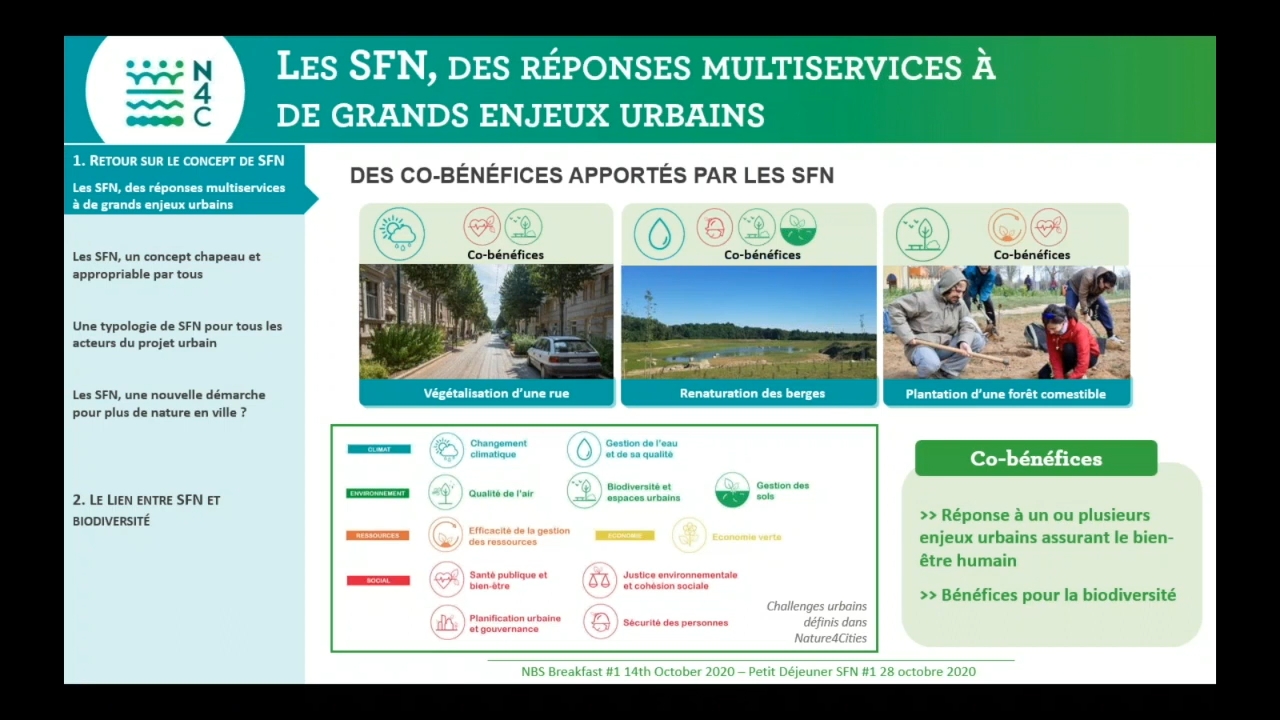 N
4
C
LES SFN, DES RÉPONSES MULTISERVICES À
DE GRANDS ENJEUX URBAINS
1. RETOUR SUR LE CONCEPT DE SFN
Les SFN, des réponses multiservices
à de grands enjeux urbains
Les SFN, un concept chapeau et
appropriable par tous
Une typologie de SFN pour tous les
acteurs du projet urbain
Les SFN, une nouvelle démarche
pour plus de nature en ville ?
2. LE LIEN ENTRE SFN ET
BIODIVERSITÉ
DES CO-BÉNÉFICES APPORTÉS PAR LES SFN
Co-bénéfices
Végétalisation d'une rue
Co-bénéfices
Renaturation des berges
Co-bénéfices
Plantation d'une forêt comestible
CLIMAT
Changement
climatique
Gestion de l'eau
et de sa qualité
ENVIRONNEMENT
Qualité de l'air
Biodiversité et
espaces urbains
Gestion des
sols
RESSOURCES
Efficacité de la gestion
des ressources
ECONOMIE
Economie verte
SOCIAL
Santé publique et
bien-être
Justice environnementale
et cohésion sociale
Planification urbaine
et gouvernance
Sécurité des personnes
Challenges urbains
définis dans
Nature4Cities
Co-bénéfices
>> Réponse à un ou plusieurs
enjeux urbains assurant le bien-
être humain
>> Bénéfices pour la biodiversité
NBS Breakfast #1 14th October 2020 – Petit Déjeuner SFN #1 28 octobre 2020